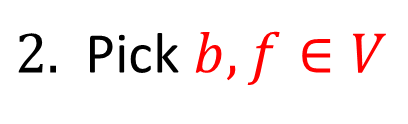 2. Pick b, f ∈ V